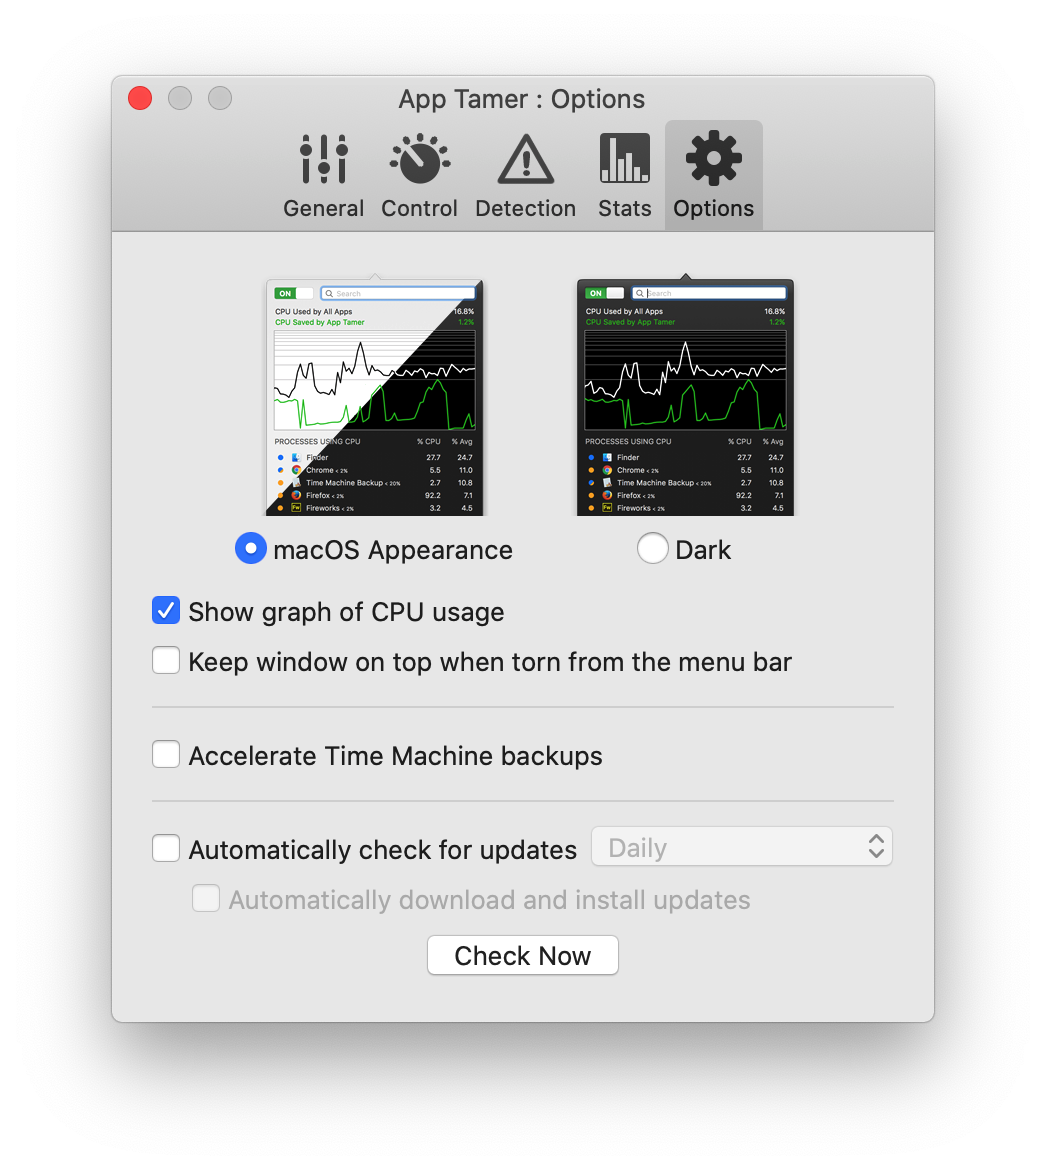 App Tamer : Options
General Control Detection Stats Options
ON Search
CPU Used by All Apps 16.8%
CPU Saved by App Tamer 1.2%
PROCESSES USING CPU % CPU % Avg
Finder 27.7 24.7
Chrome < 2% 5.5 11.0
Time Machine Backup < 20% 2.7 10.8
Firefox < 2% 92.2 7.1
Fw Fireworks < 2% 3.2 4.5
ON Search
CPU Used by All Apps 16.8%
CPU Saved by App Tamer 1.2%
PROCESSES USING CPU % CPU % Avg
Finder 27.7 24.7
Chrome < 2% 5.5 11.0
Time Machine Backup < 20% 2.7 10.8
Firefox < 2% 92.2 7.1
Fw Fireworks < 2% 3.2 4.5
macOS Appearance Dark
Show graph of CPU usage
Keep window on top when torn from the menu bar
Accelerate Time Machine backups
Automatically check for updates Daily
Automatically download and install updates
Check Now